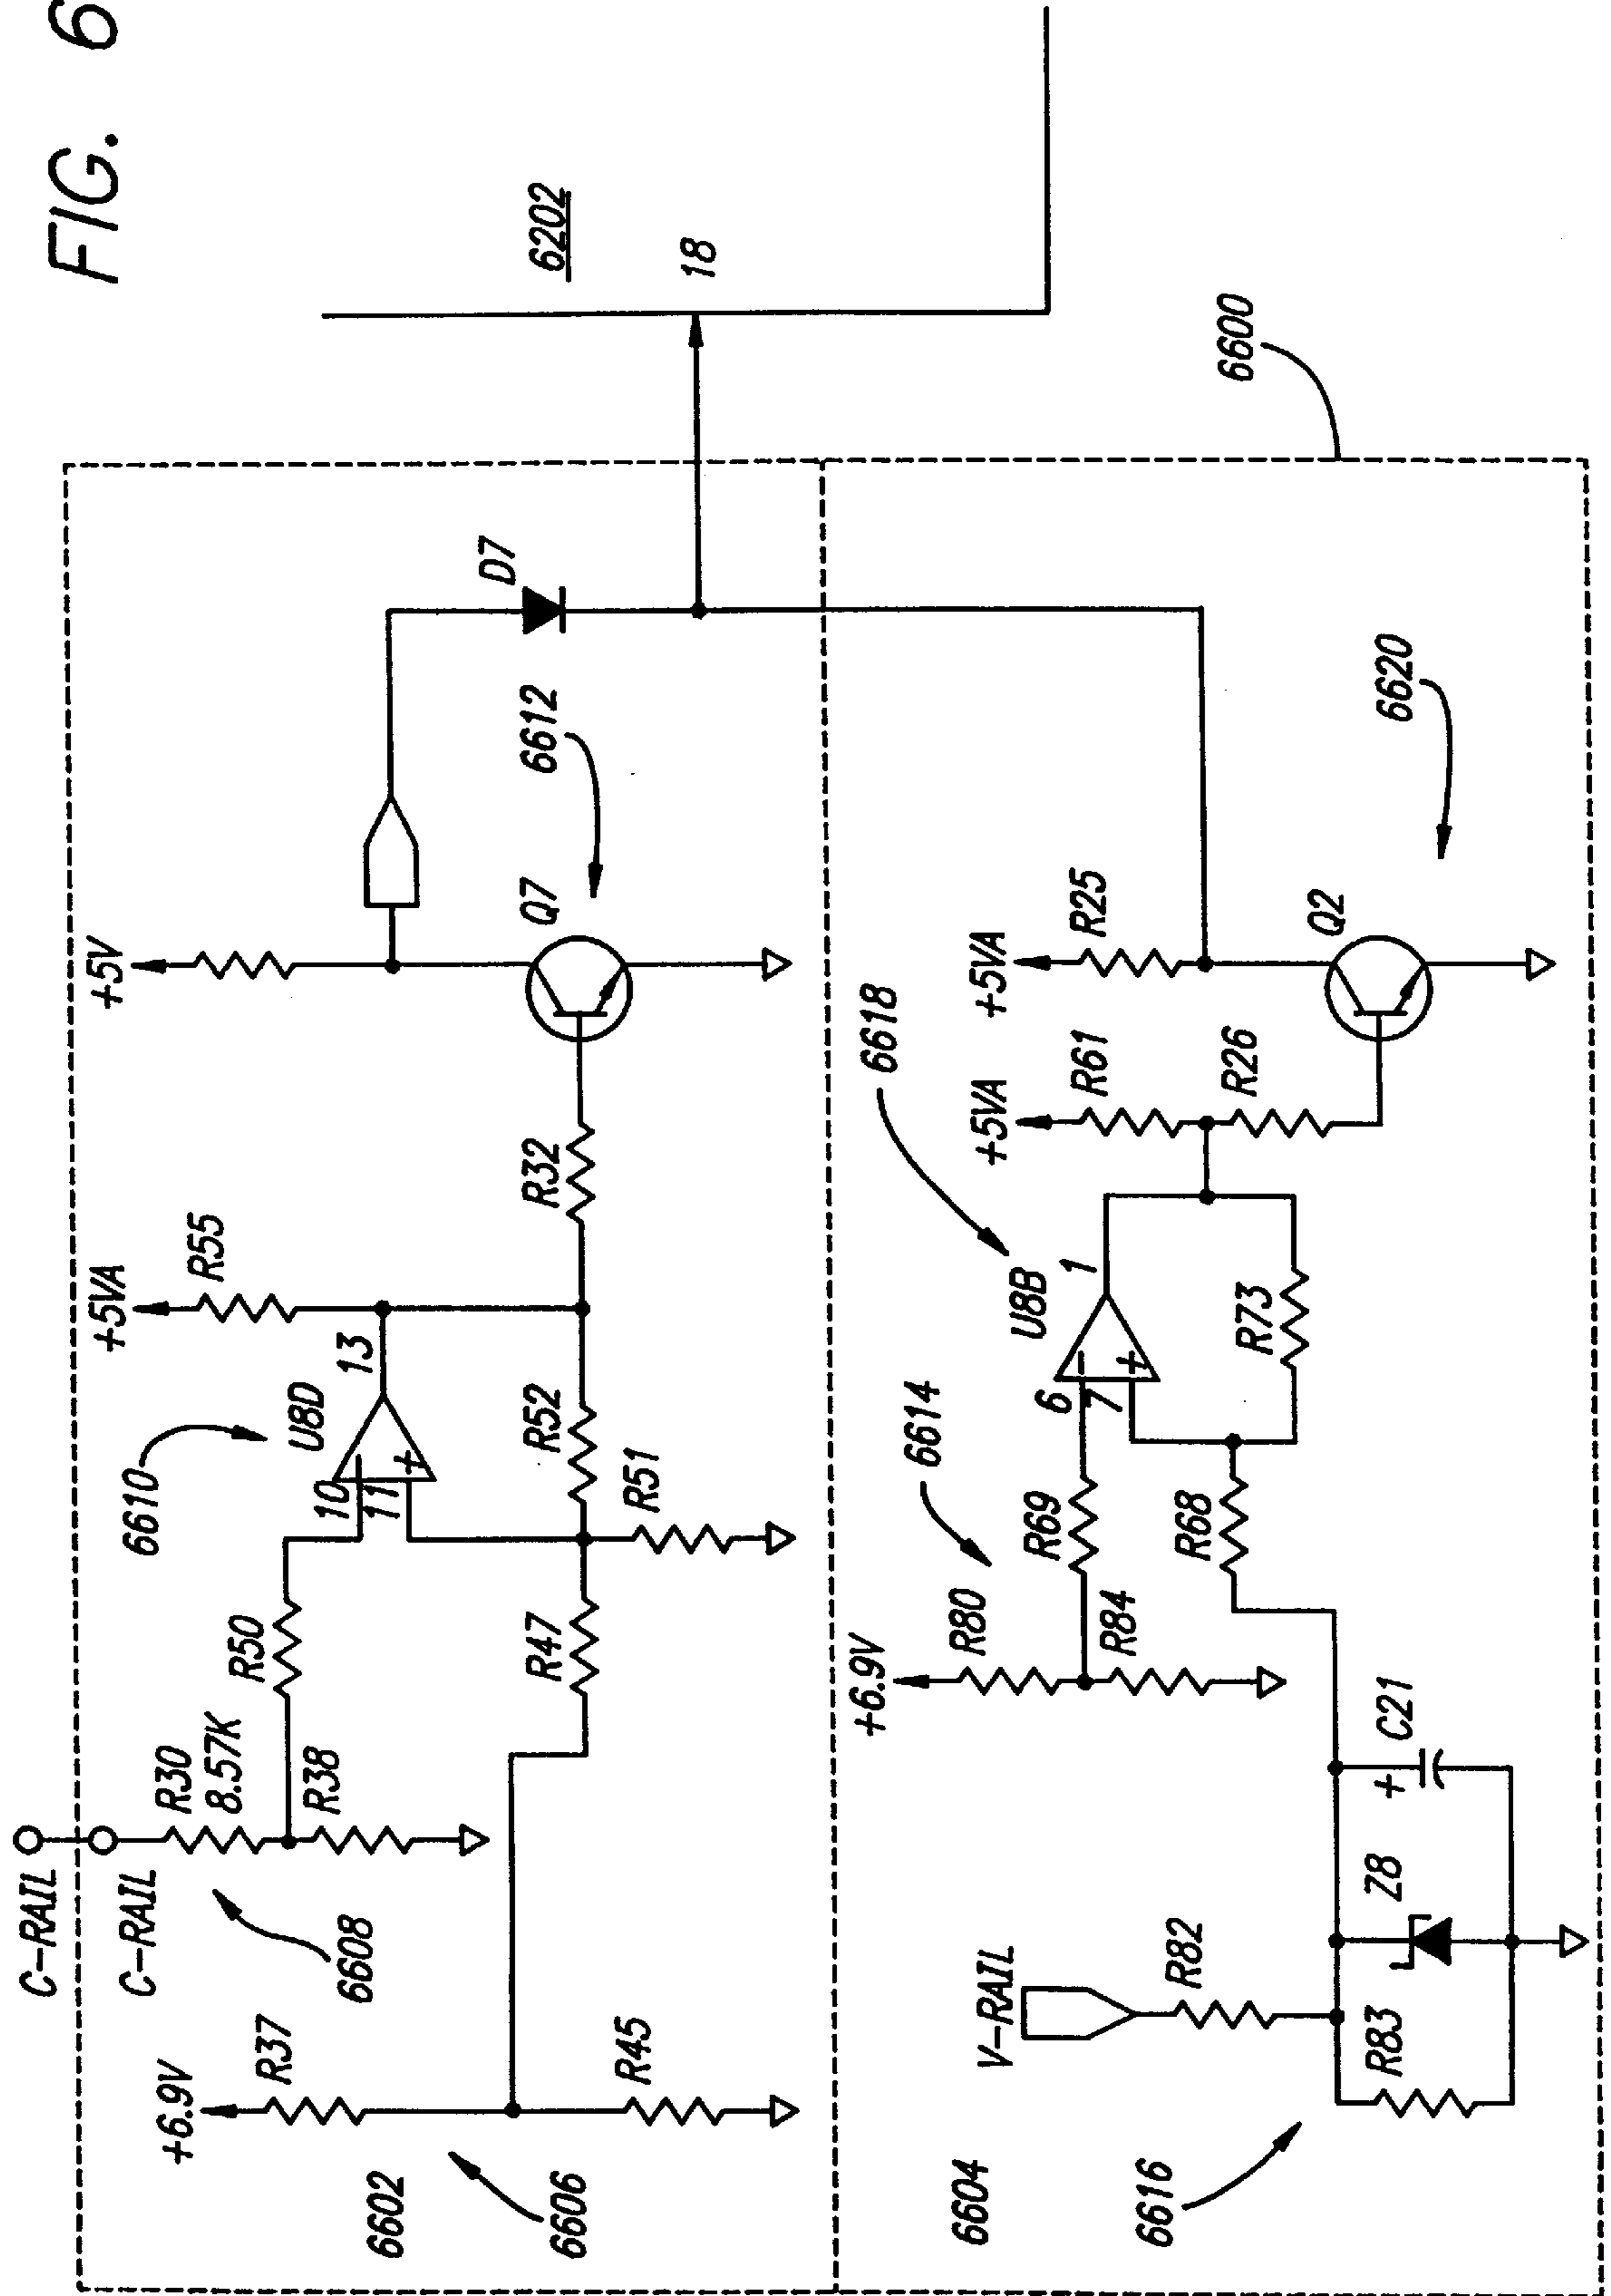 FIG. 6
6202
18
6600
C-RAIL
C-RAIL
+6.9V
R37
6602
6606
R45
6608
R30
8.57K
R38
R50
R47
6610
U8D
10
11
13
R52
R51
+5VA
R55
R32
+5V
Q7
6612
D7
6604
V-RAIL
R82
6616
R83
Z8
C21
+
+6.9V
R80
R84
6614
R69
R68
U8B
6
7
1
R73
6618
+5VA
R61
R26
+5VA
R25
Q2
6620